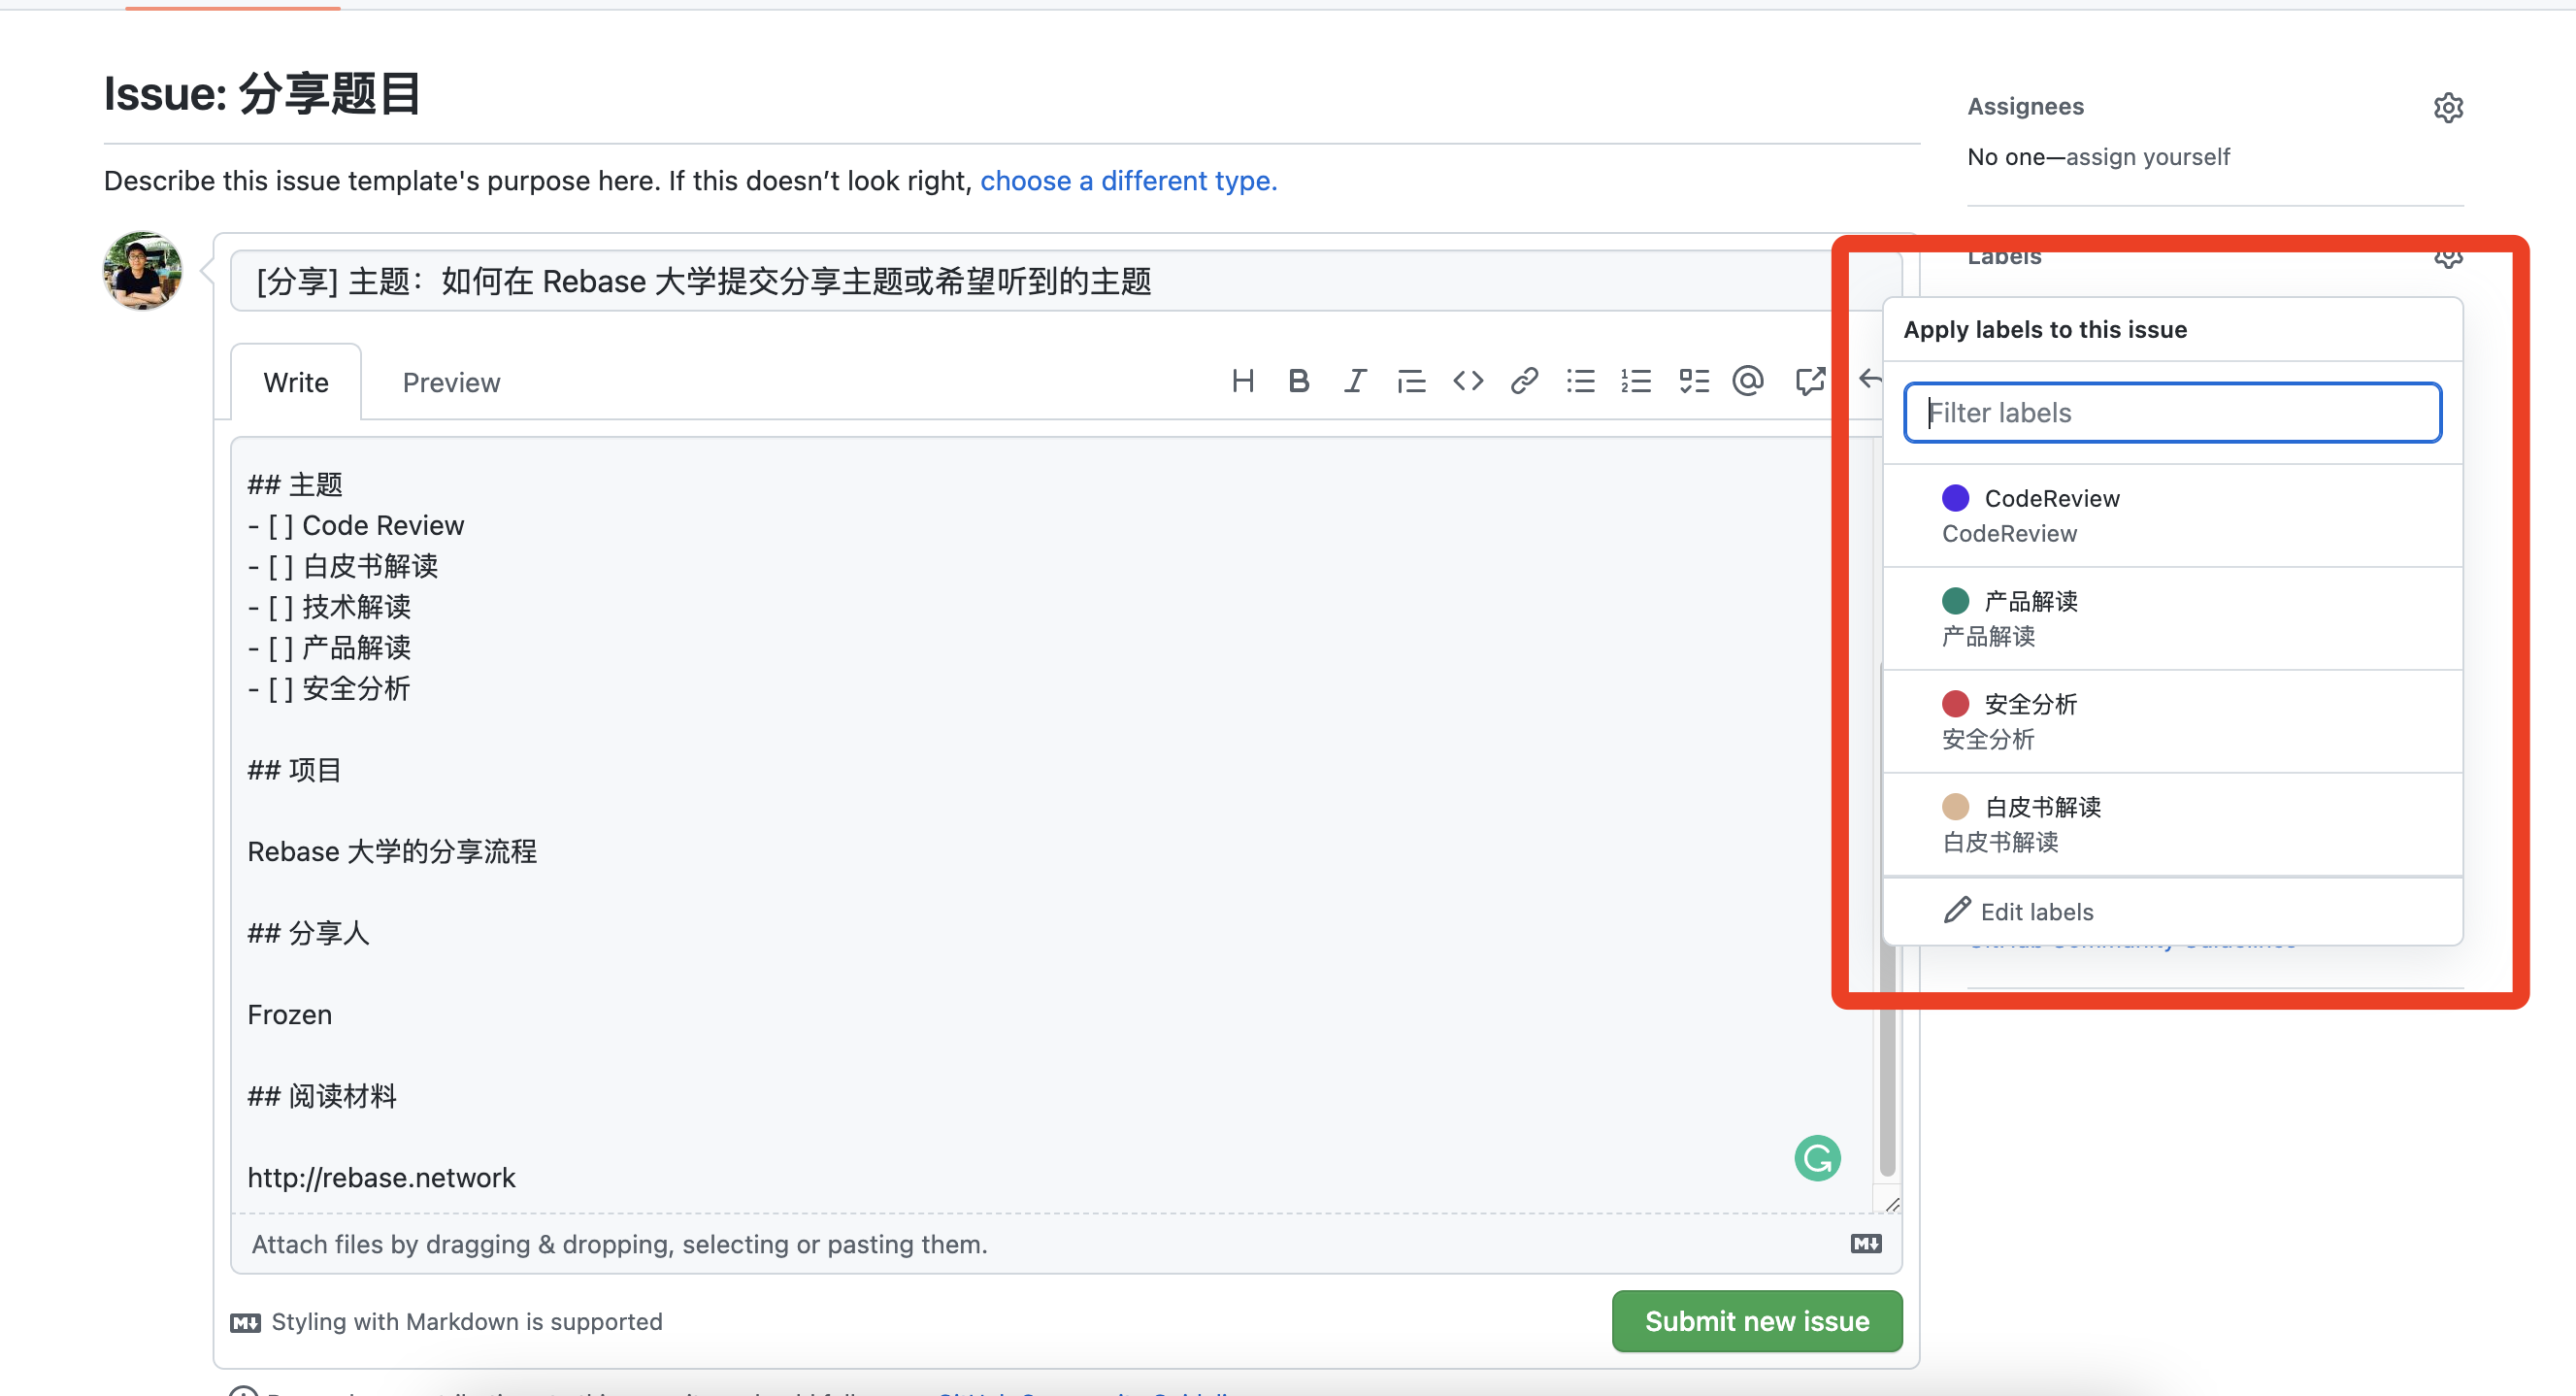 Issue: 分享题目
Describe this issue template's purpose here. If this doesn’t look right, choose a different type.
[分享] 主题：如何在 Rebase 大学提交分享主题或希望听到的主题
Write
Preview
## 主题
- [ ] Code Review
- [ ] 白皮书解读
- [ ] 技术解读
- [ ] 产品解读
- [ ] 安全分析
## 项目
Rebase 大学的分享流程
## 分享人
Frozen
## 阅读材料
http://rebase.network
Attach files by dragging & dropping, selecting or pasting them.
Styling with Markdown is supported
Submit new issue
Assignees
No one—assign yourself
Labels
Apply labels to this issue
Filter labels
CodeReview
CodeReview
产品解读
产品解读
安全分析
安全分析
白皮书解读
白皮书解读
Edit labels